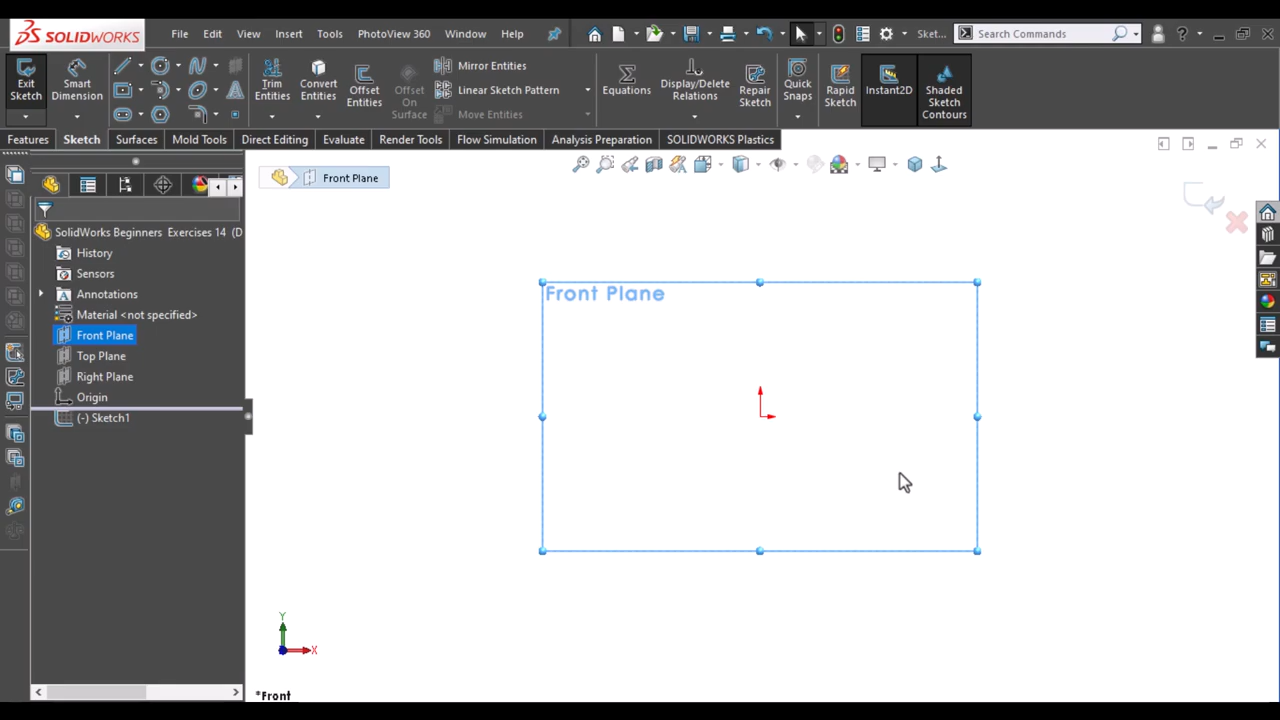 SOLIDWORKS
File Edit View Insert Tools PhotoView 360 Window Help
Sket... Search Commands
Exit Sketch
Smart Dimension
Trim Entities
Convert Entities
Offset Entities
Offset On Surface
Mirror Entities
Linear Sketch Pattern
Move Entities
Equations
Display/Delete Relations
Repair Sketch
Quick Snaps
Rapid Sketch
Instant2D
Shaded Sketch Contours
Features Sketch Surfaces Mold Tools Direct Editing Evaluate Render Tools Flow Simulation Analysis Preparation SOLIDWORKS Plastics
Front Plane
SolidWorks Beginners Exercises 14 (D
History
Sensors
Annotations
Material <not specified>
Front Plane
Top Plane
Right Plane
Origin
(-) Sketch1
Front Plane
Y
X
*Front